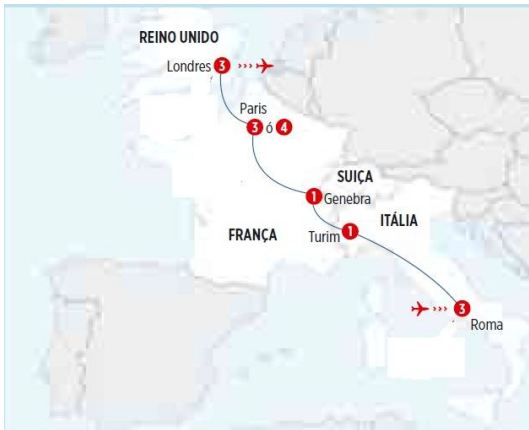 REINO UNIDO
Londres 3
Paris
3 ó 4
SUIÇA
1 Genebra
ITÁLIA
FRANÇA
Turim 1
3
Roma